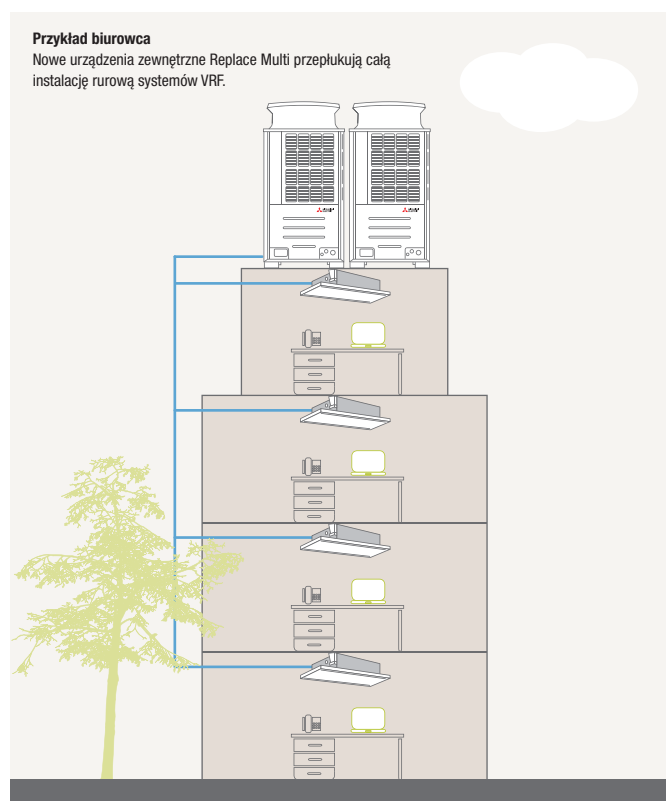 Przykład biurowca
Nowe urządzenia zewnętrzne Replace Multi przepłukują całą
instalację rurową systemów VRF.